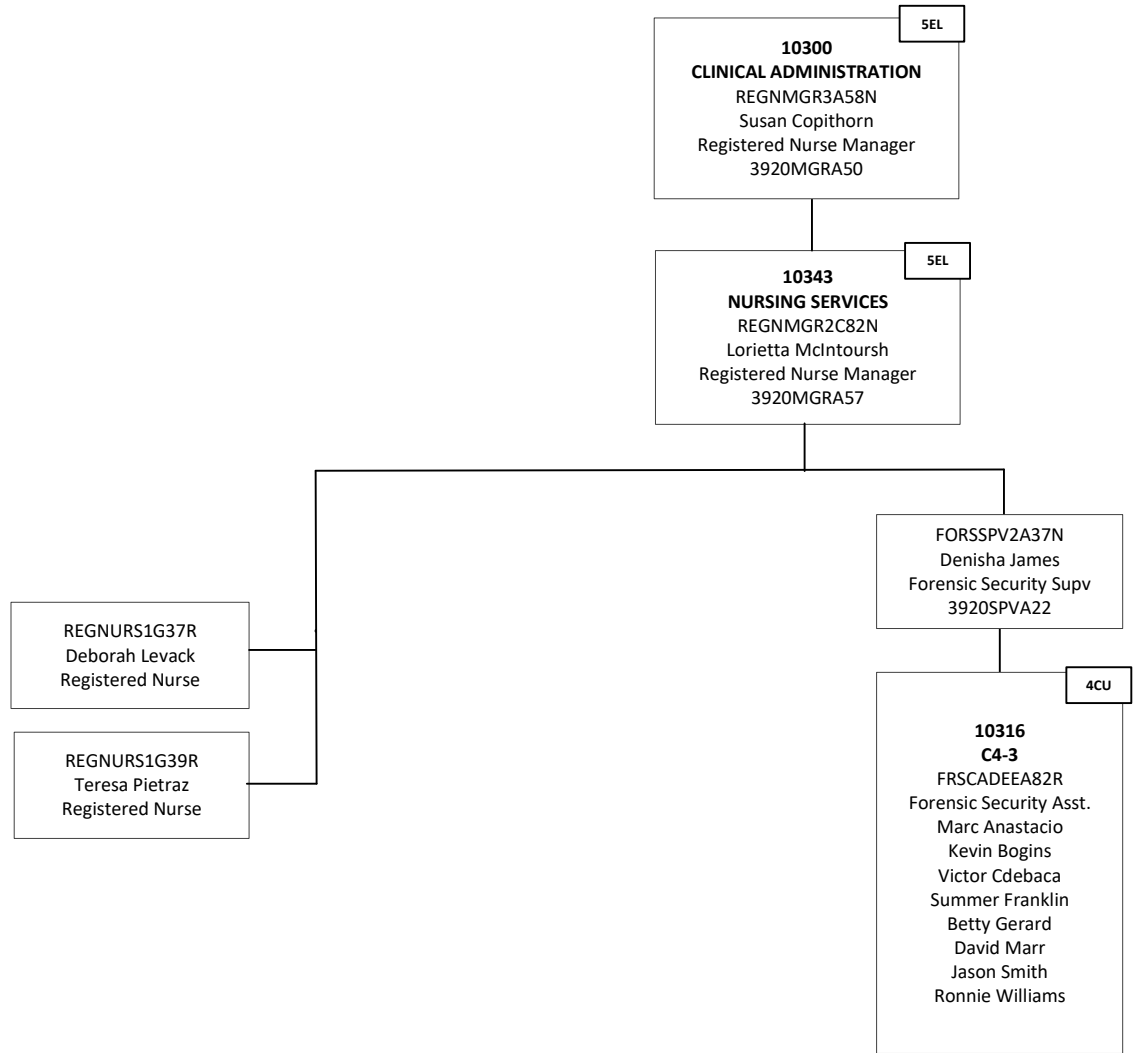 5EL
10300
CLINICAL ADMINISTRATION
REGNMGR3A58N
Susan Copithorn
Registered Nurse Manager
3920MGRA50
5EL
10343
NURSING SERVICES
REGNMGR2C82N
Lorietta McIntoursh
Registered Nurse Manager
3920MGRA57
FORSSPV2A37N
Denisha James
Forensic Security Supv
3920SPVA22
REGNURS1G37R
Deborah Levack
Registered Nurse
REGNURS1G39R
Teresa Pietraz
Registered Nurse
4CU
10316
C4-3
FRSCADEEA82R
Forensic Security Asst.
Marc Anastacio
Kevin Bogins
Victor Cdebaca
Summer Franklin
Betty Gerard
David Marr
Jason Smith
Ronnie Williams